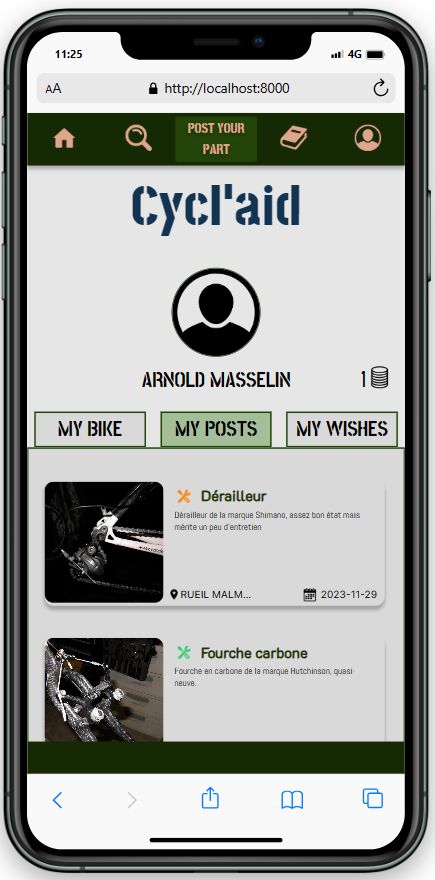 11:25
4G
AA
http://localhost:8000
POST YOUR
PART
Cycl'aid
ARNOLD MASSELIN
1
MY BIKE
MY POSTS
MY WISHES
Dérailleur
Dérailleur de la marque Shimano, assez bon état mais
mérite un peu d'entretien
RUEIL MALM...
2023-11-29
Fourche carbone
Fourche en carbone de la marque Hutchinson, quasi-
neuve.